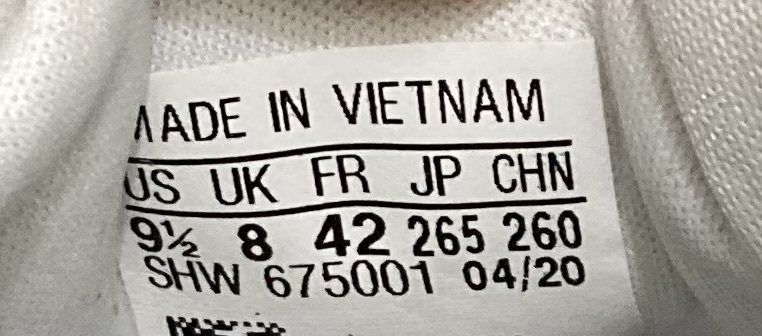 MADE IN VIETNAM
US UK FR JP CHN
9½ 8 42 265 260
SHW 675001 04/20